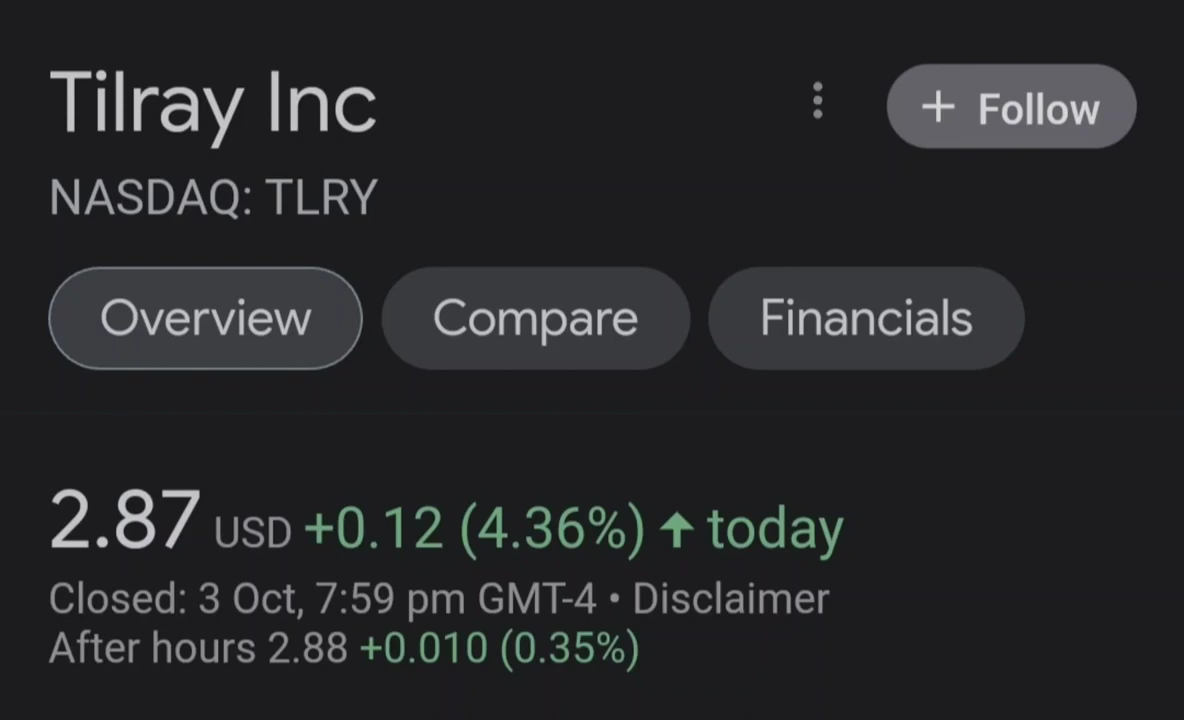 Tilray Inc
+ Follow
NASDAQ: TLRY
Overview Compare Financials
2.87 USD +0.12 (4.36%) ↑ today
Closed: 3 Oct, 7:59 pm GMT-4 • Disclaimer
After hours 2.88 +0.010 (0.35%)